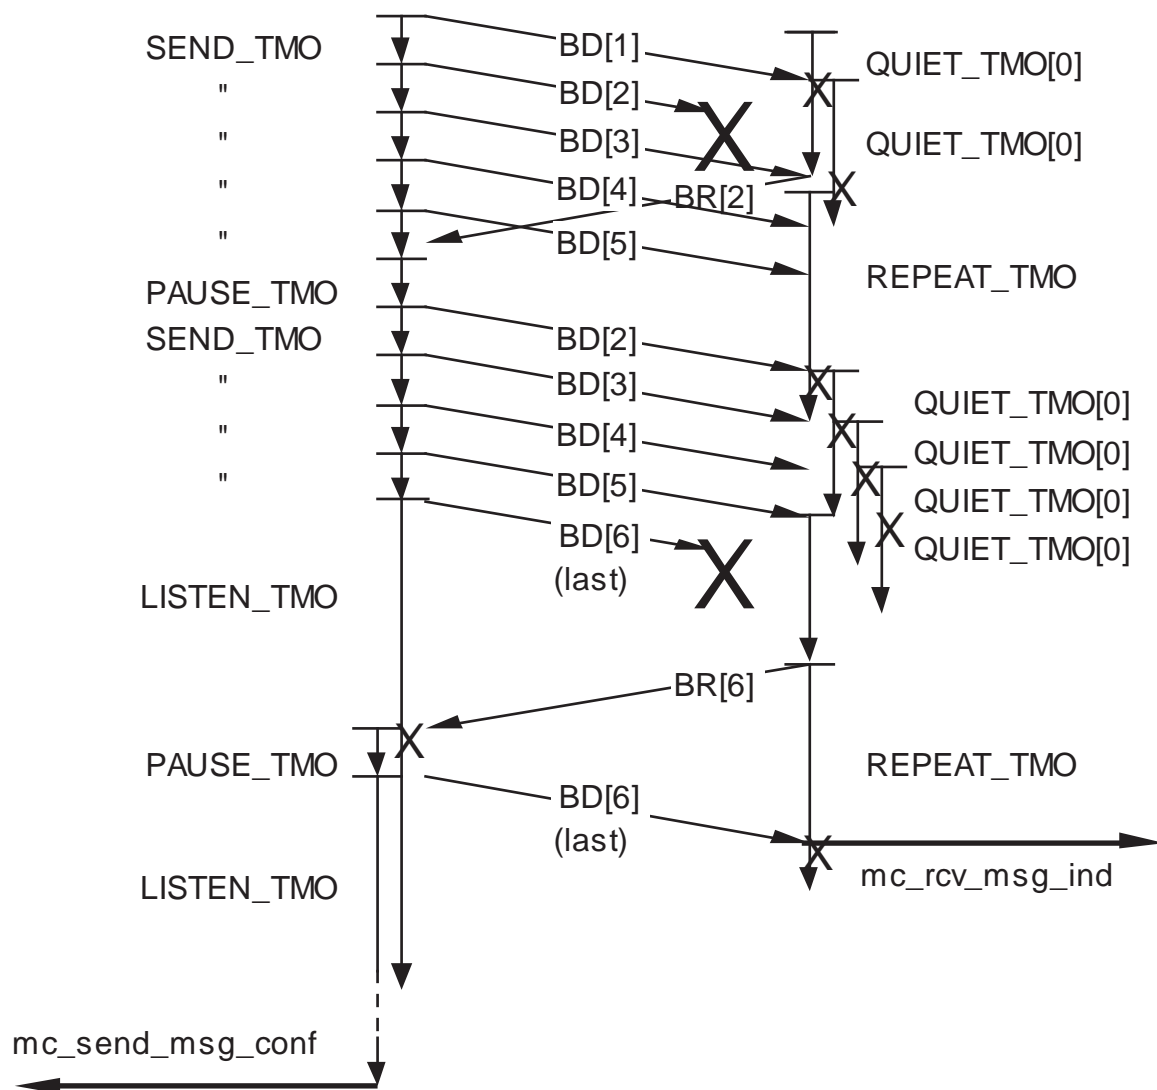 SEND_TMO
BD[1]
QUIET_TMO[0]
"
BD[2]
X
"
BD[3]
QUIET_TMO[0]
"
BD[4]
BR[2]
"
BD[5]
REPEAT_TMO
PAUSE_TMO
SEND_TMO
BD[2]
"
BD[3]
QUIET_TMO[0]
"
BD[4]
QUIET_TMO[0]
"
BD[5]
QUIET_TMO[0]
BD[6]
(last)
X
QUIET_TMO[0]
LISTEN_TMO
BR[6]
PAUSE_TMO
REPEAT_TMO
BD[6]
(last)
LISTEN_TMO
mc_rcv_msg_ind
mc_send_msg_conf